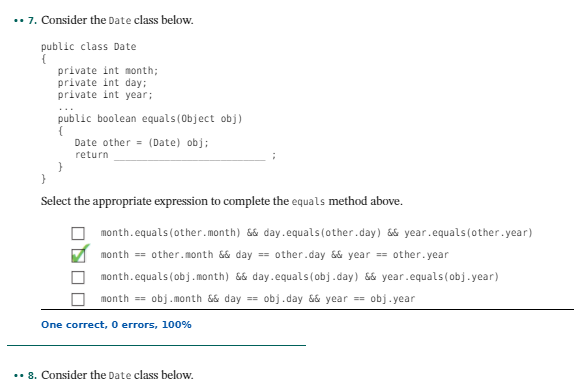 •• 7. Consider the Date class below.
public class Date
{
   private int month;
   private int day;
   private int year;
   ...
   public boolean equals(Object obj)
   {
      Date other = (Date) obj;
      return ___________________________ ;
   }
}
Select the appropriate expression to complete the equals method above.
month.equals(other.month) && day.equals(other.day) && year.equals(other.year)
month == other.month && day == other.day && year == other.year
month.equals(obj.month) && day.equals(obj.day) && year.equals(obj.year)
month == obj.month && day == obj.day && year == obj.year
One correct, 0 errors, 100%
•• 8. Consider the Date class below.